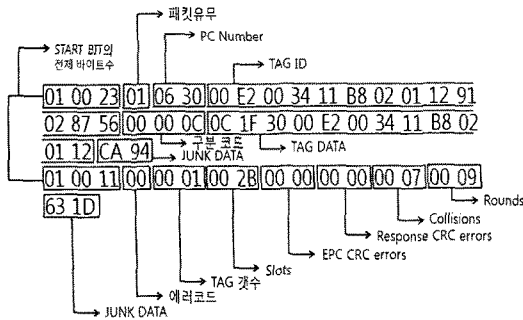 패킷유무
START BIT의 PC Number
전체 바이트수 TAG ID
01 00 23 01 06 30 00 E2 00 34 11 B8 02 01 12 91
02 87 56 00 00 0C 0C 1F 30 00 E2 00 34 11 B8 02
구분 코드 TAG DATA
01 12 CA 94 JUNK DATA
01 00 11 00 00 01 00 2B 00 00 00 00 00 07 00 09
63 1D Rounds
Collisions
Response CRC errors
EPC CRC errors
Slots
TAG 갯수
에러코드
JUNK DATA